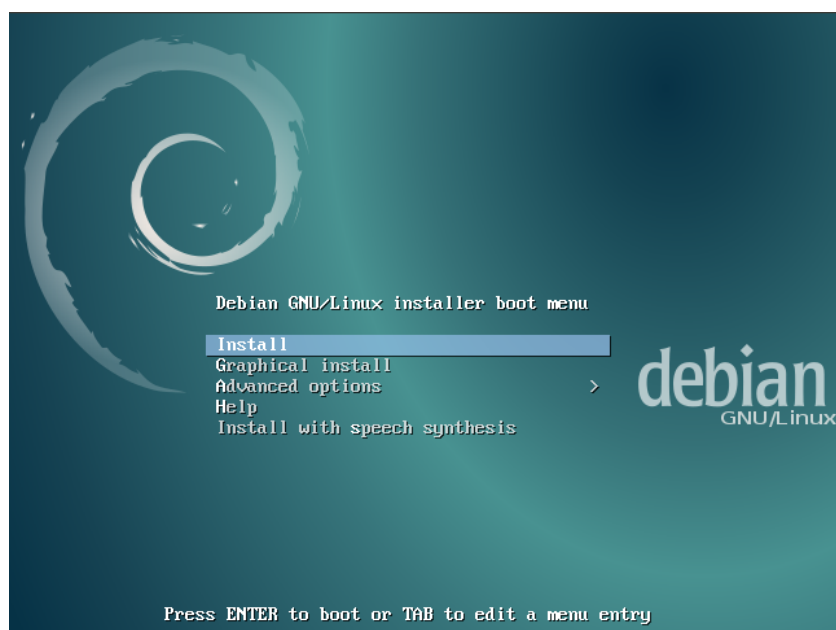 Debian GNU/Linux installer boot menu
Install
Graphical install
Advanced options >
Help
Install with speech synthesis
debian
GNU/Linux
Press ENTER to boot or TAB to edit a menu entry